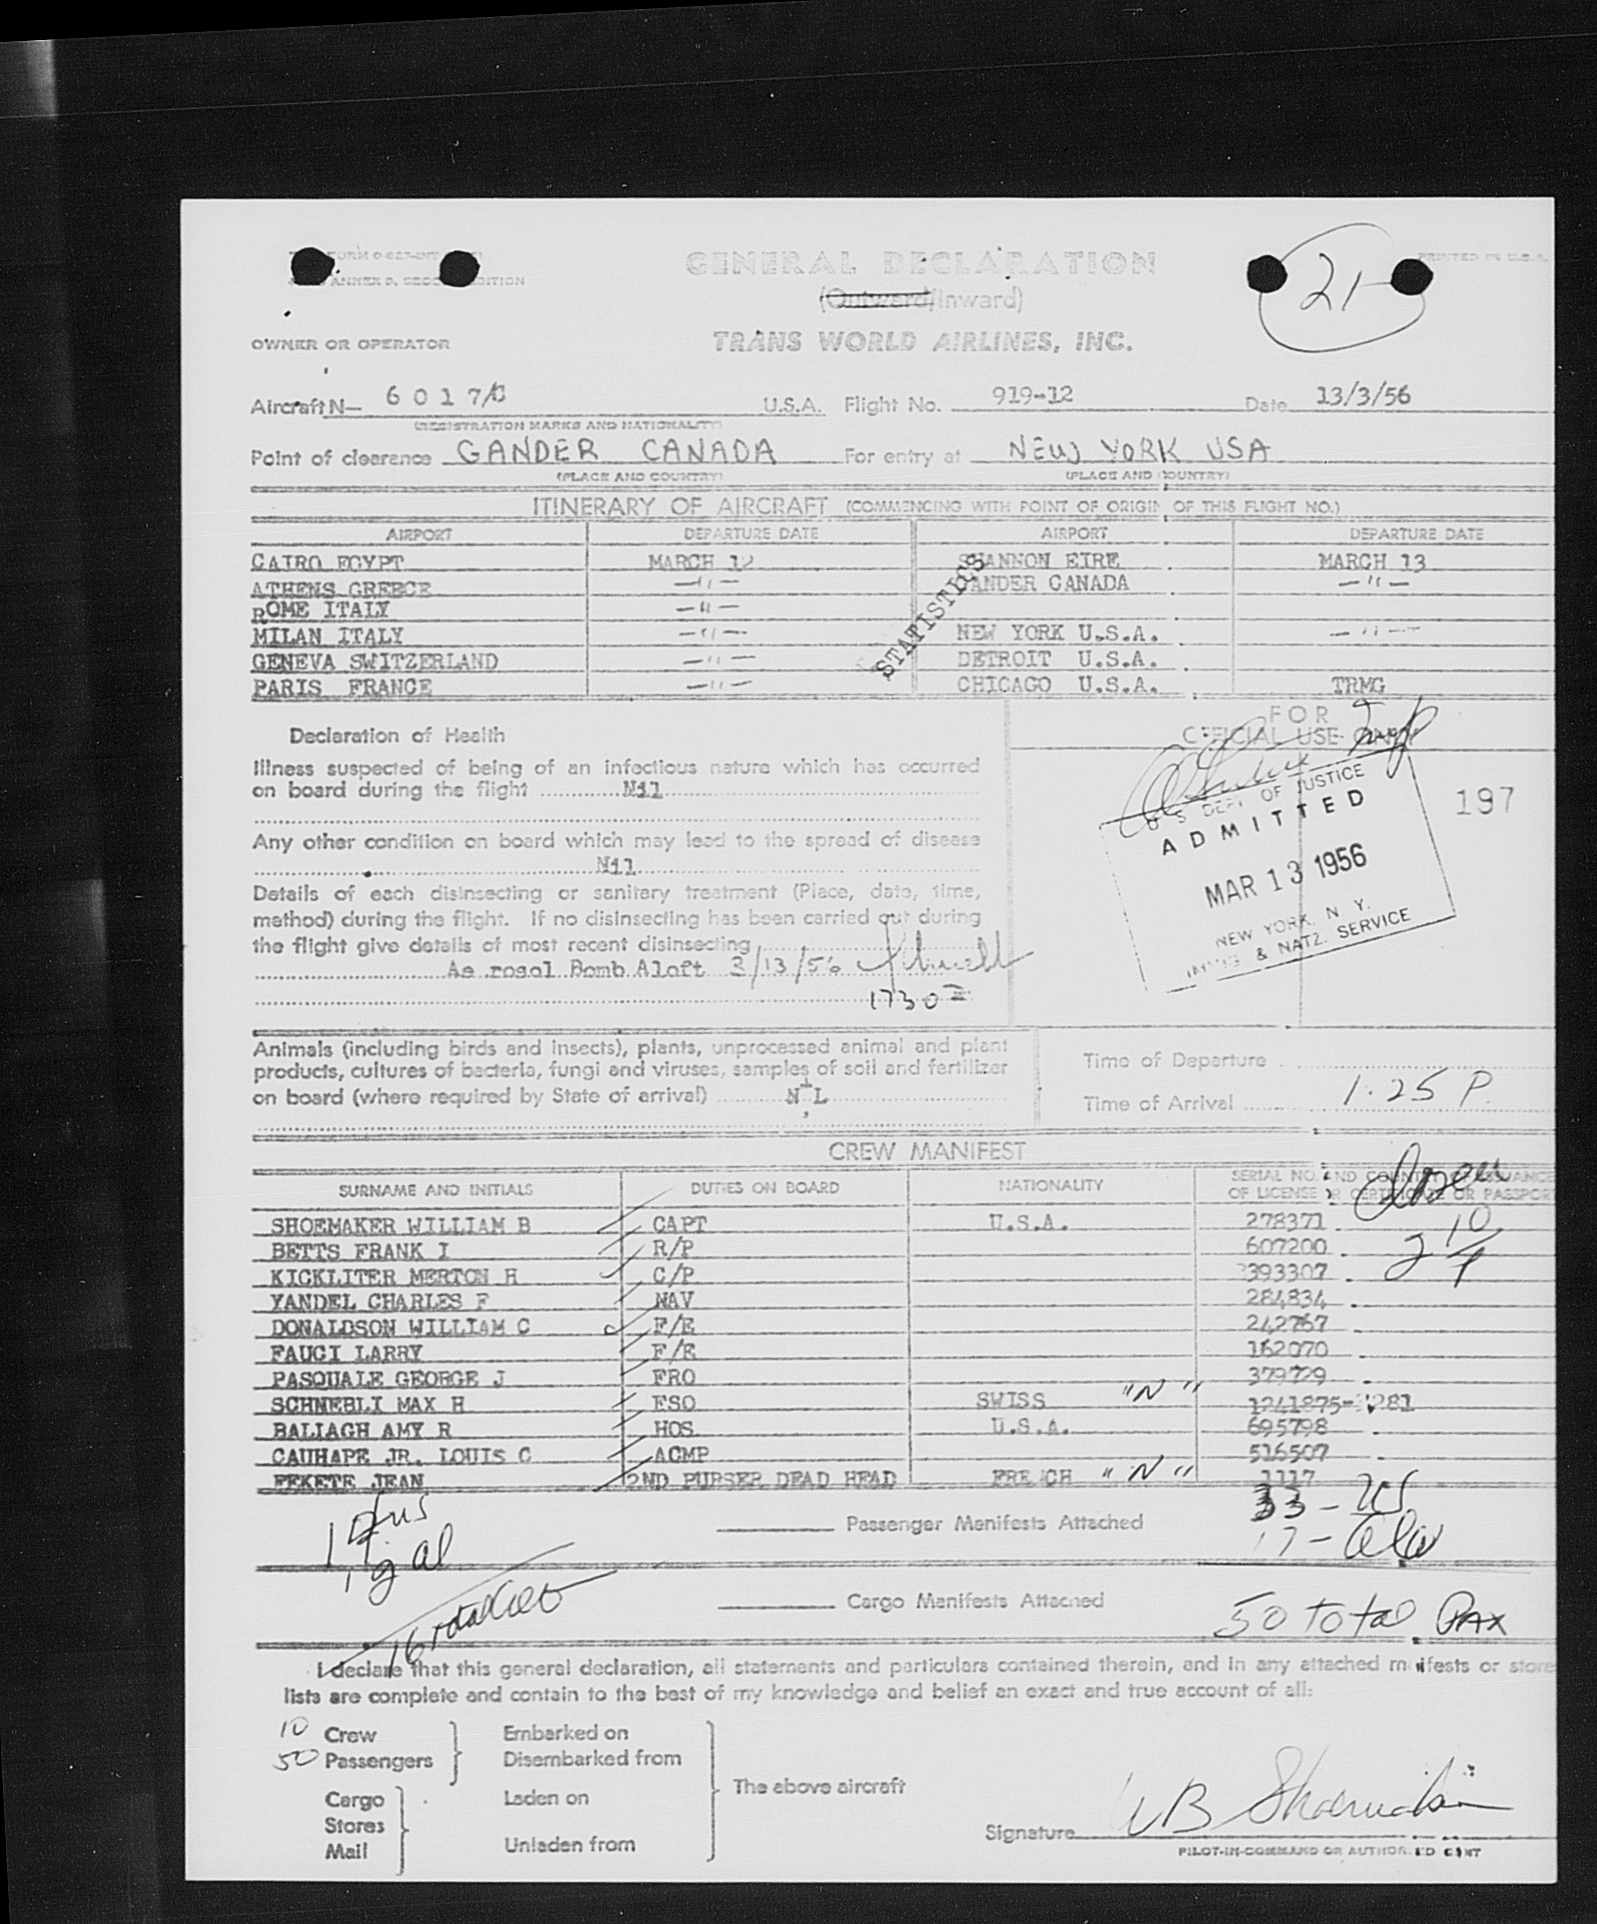 GENERAL DECLARATION
(Outward/Inward)
21
PRINTED IN U.S.A.
OWNER OR OPERATOR
TRANS WORLD AIRLINES, INC.
Aircraft N— 6 0 1 7/C U.S.A. Flight No. 919-12 Date 13/3/56
(REGISTRATION MARKS AND NATIONALITY)
Point of clearance GANDER CANADA For entry at NEW YORK USA
(PLACE AND COUNTRY) (PLACE AND COUNTRY)
ITINERARY OF AIRCRAFT (COMMENCING WITH POINT OF ORIGIN OF THIS FLIGHT NO.)
AIRPORT DEPARTURE DATE AIRPORT DEPARTURE DATE
CAIRO EGYPT MARCH 12 SHANNON EIRE MARCH 13
ATHENS GREECE —"— GANDER CANADA —"—
ROME ITALY —"—
MILAN ITALY —"— NEW YORK U.S.A. —"—
GENEVA SWITZERLAND —"— DETROIT U.S.A.
PARIS FRANCE —"— CHICAGO U.S.A. TRMG
STATISTICS
Declaration of Health
FOR
OFFICIAL USE ONLY
Illness suspected of being of an infectious nature which has occurred
on board during the flight Nil
Any other condition on board which may lead to the spread of disease
Nil
Details of each disinsecting or sanitary treatment (Place, date, time,
method) during the flight. If no disinsecting has been carried out during
the flight give details of most recent disinsecting
Ae rosol Bomb Aloft 3/13/56
1730 Z
U S DEPT OF JUSTICE
ADMITTED
MAR 13 1956
NEW YORK, N. Y.
IMMIG & NATZ. SERVICE
197
Animals (including birds and insects), plants, unprocessed animal and plant
products, cultures of bacteria, fungi and viruses, samples of soil and fertilizer
on board (where required by State of arrival) NIL
Time of Departure
Time of Arrival 1.25 P.
CREW MANIFEST
SURNAME AND INITIALS DUTIES ON BOARD NATIONALITY SERIAL NO. AND COUNTRY OF ISSUANCE
OF LICENSE OR CERTIFICATE OR PASSPORT
SHOEMAKER WILLIAM B CAPT U.S.A. 278371
BETTS FRANK I R/P 607200
KICKLITER MERTON H C/P 393307
YANDEL CHARLES F NAV 284834
DONALDSON WILLIAM C F/E 242767
FAUCI LARRY F/E 162070
PASQUALE GEORGE J FRO 379729
SCHNEBLI MAX H FSO SWISS "N" 1241875-
BALIAGH AMY R HOS U.S.A. 695798
CAUHAPE JR. LOUIS C ACMP 516507
FEKETE JEAN 2ND PURSER DEAD HEAD FRENCH "N" 1117
33 - US
17 -
Passenger Manifests Attached
Cargo Manifests Attached
50 Total PAX
I declare that this general declaration, all statements and particulars contained therein, and in any attached manifests or store
lists are complete and contain to the best of my knowledge and belief an exact and true account of all:
10 Crew
50 Passengers
Embarked on
Disembarked from
Cargo
Stores
Mail
Laden on
Unladen from
The above aircraft
Signature WB Shoemaker
PILOT-IN-COMMAND OR AUTHORIZED AGENT